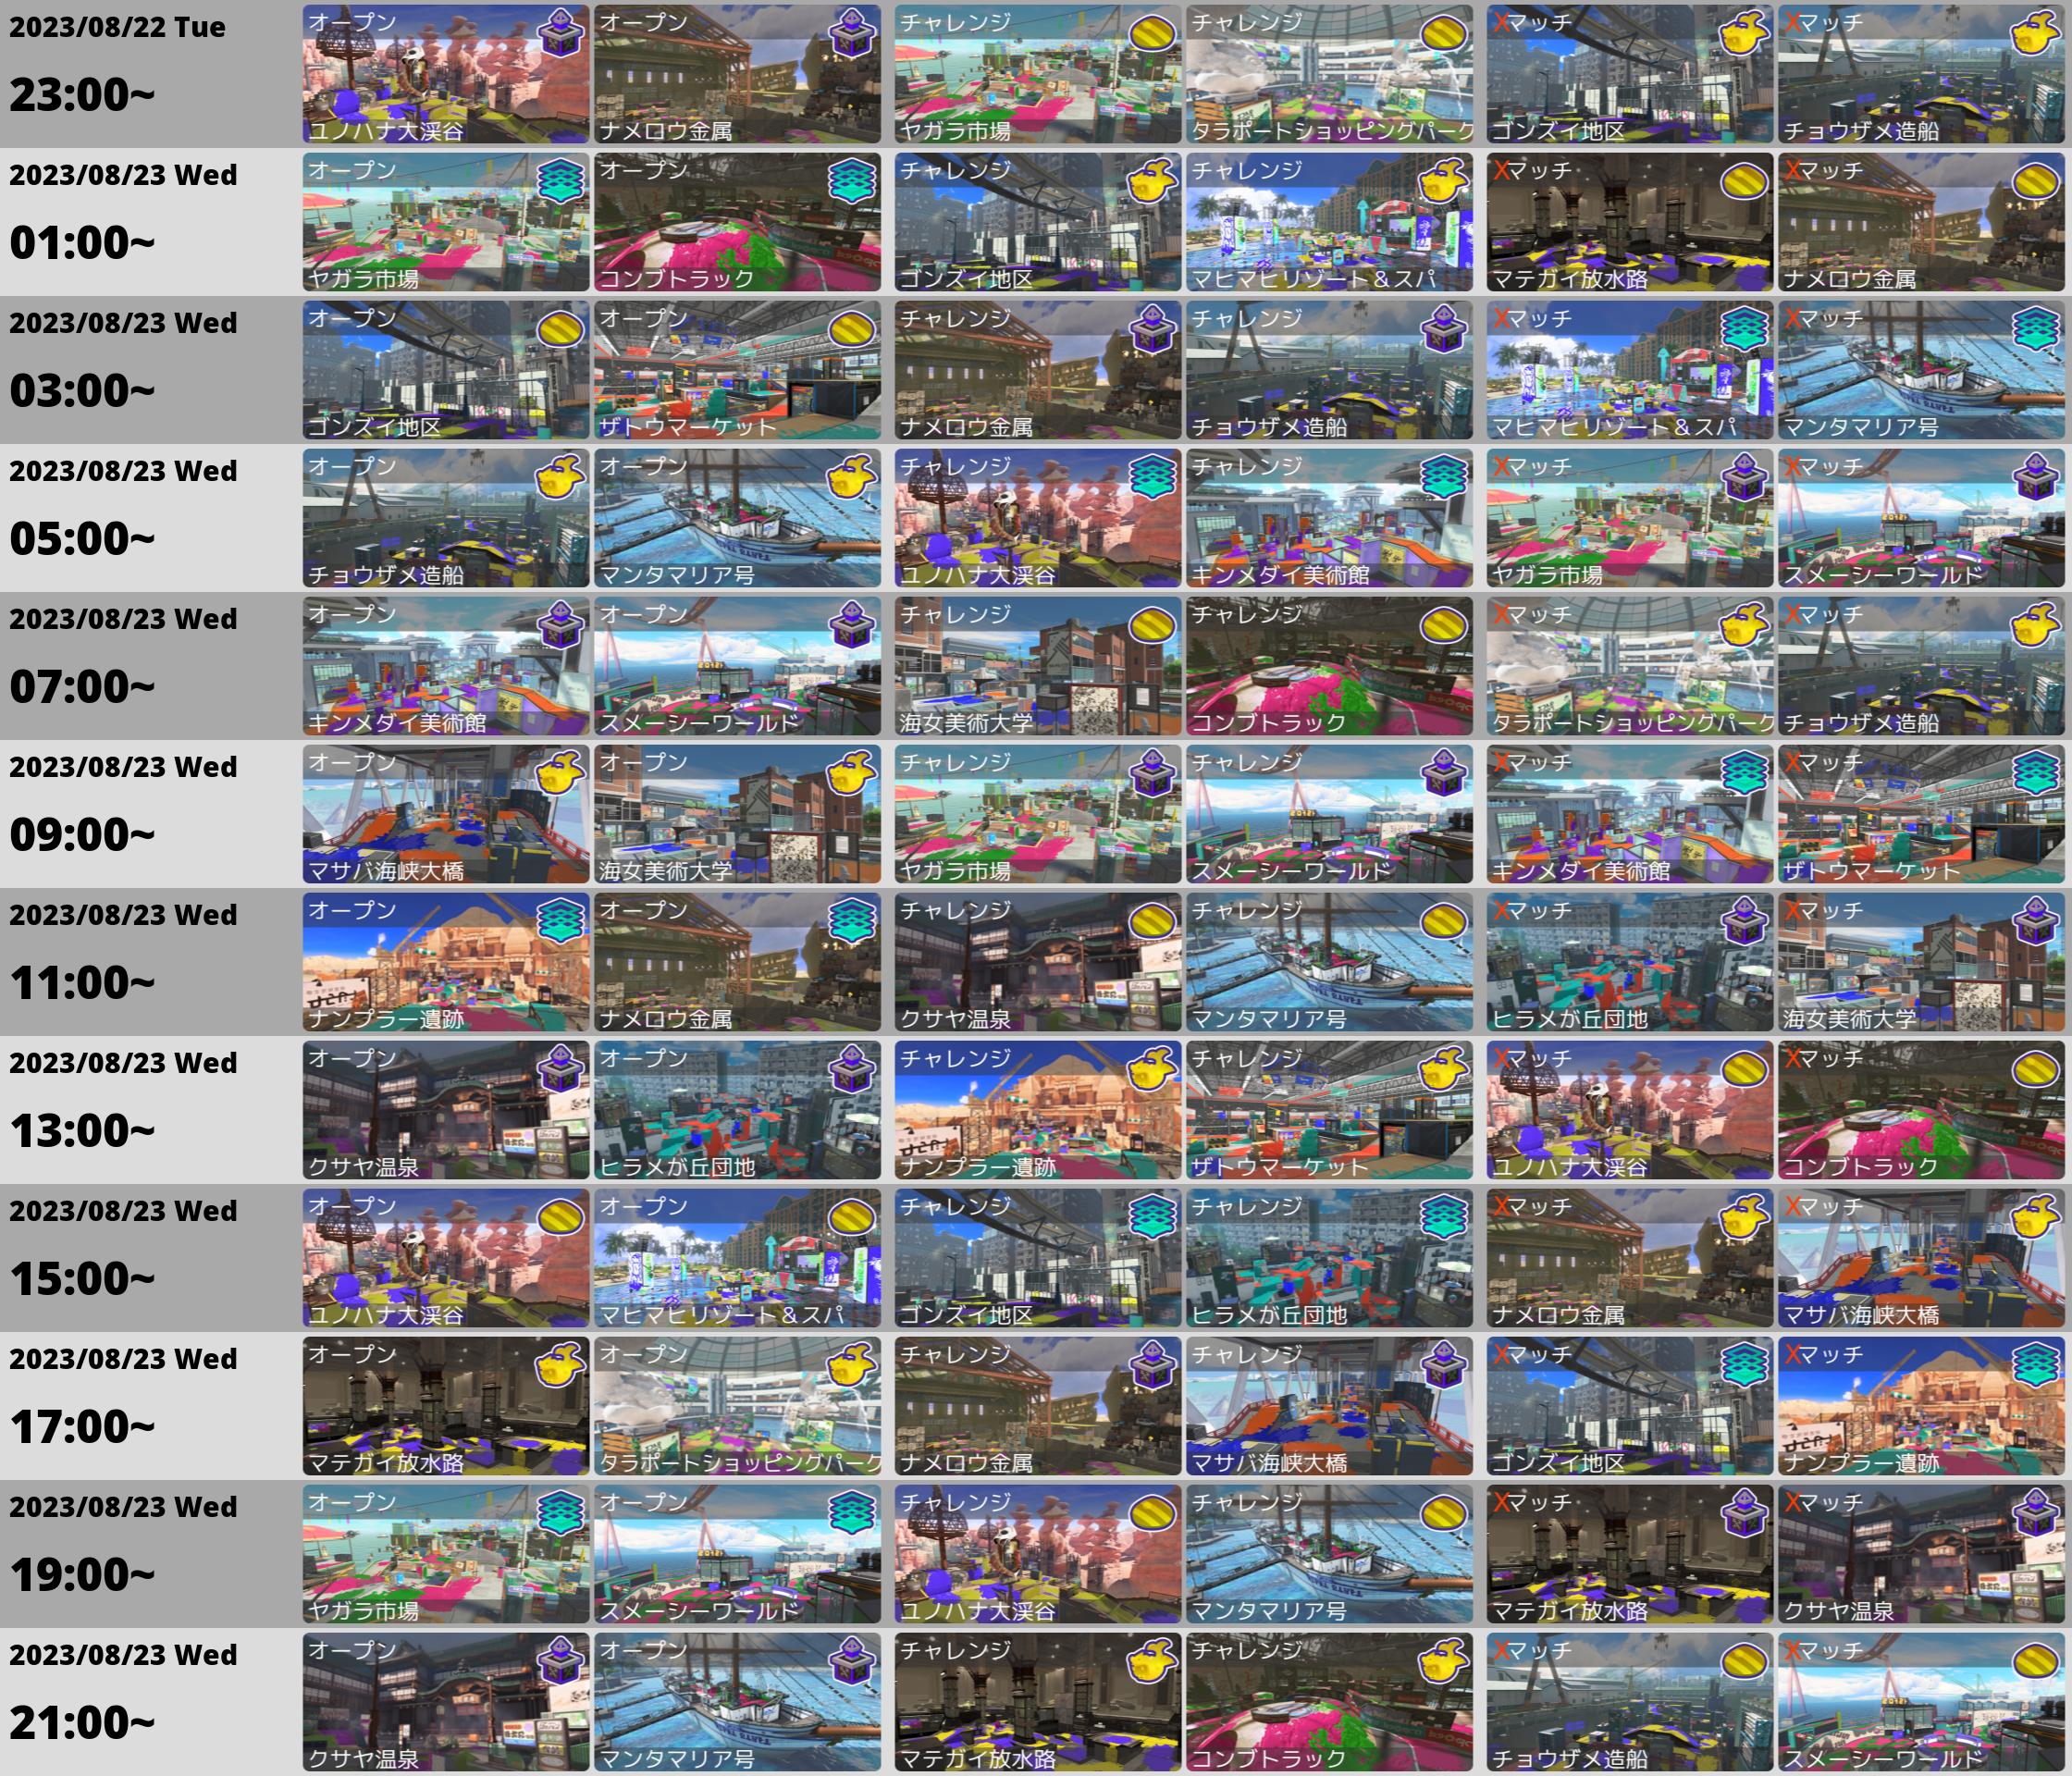 2023/08/22 Tue
23:00~
オープン オープン チャレンジ チャレンジ Xマッチ Xマッチ
ユノハナ大渓谷 ナメロウ金属 ヤガラ市場 タラポートショッピングパーク ゴンズイ地区 チョウザメ造船
2023/08/23 Wed
01:00~
オープン オープン チャレンジ チャレンジ Xマッチ Xマッチ
ヤガラ市場 コンブトラック ゴンズイ地区 マヒマヒリゾート＆スパ マテガイ放水路 ナメロウ金属
2023/08/23 Wed
03:00~
オープン オープン チャレンジ チャレンジ Xマッチ Xマッチ
ゴンズイ地区 ザトウマーケット ナメロウ金属 チョウザメ造船 マヒマヒリゾート＆スパ マンタマリア号
2023/08/23 Wed
05:00~
オープン オープン チャレンジ チャレンジ Xマッチ Xマッチ
チョウザメ造船 マンタマリア号 ユノハナ大渓谷 キンメダイ美術館 ヤガラ市場 スメーシーワールド
2023/08/23 Wed
07:00~
オープン オープン チャレンジ チャレンジ Xマッチ Xマッチ
キンメダイ美術館 スメーシーワールド 海女美術大学 コンブトラック タラポートショッピングパーク チョウザメ造船
2023/08/23 Wed
09:00~
オープン オープン チャレンジ チャレンジ Xマッチ Xマッチ
マサバ海峡大橋 海女美術大学 ヤガラ市場 スメーシーワールド キンメダイ美術館 ザトウマーケット
2023/08/23 Wed
11:00~
オープン オープン チャレンジ チャレンジ Xマッチ Xマッチ
ナンプラー遺跡 ナメロウ金属 クサヤ温泉 マンタマリア号 ヒラメが丘団地 海女美術大学
2023/08/23 Wed
13:00~
オープン オープン チャレンジ チャレンジ Xマッチ Xマッチ
クサヤ温泉 ヒラメが丘団地 ナンプラー遺跡 ザトウマーケット ユノハナ大渓谷 コンブトラック
2023/08/23 Wed
15:00~
オープン オープン チャレンジ チャレンジ Xマッチ Xマッチ
ユノハナ大渓谷 マヒマヒリゾート＆スパ ゴンズイ地区 ヒラメが丘団地 ナメロウ金属 マサバ海峡大橋
2023/08/23 Wed
17:00~
オープン オープン チャレンジ チャレンジ Xマッチ Xマッチ
マテガイ放水路 タラポートショッピングパーク ナメロウ金属 マサバ海峡大橋 ゴンズイ地区 ナンプラー遺跡
2023/08/23 Wed
19:00~
オープン オープン チャレンジ チャレンジ Xマッチ Xマッチ
ヤガラ市場 スメーシーワールド ユノハナ大渓谷 マンタマリア号 マテガイ放水路 クサヤ温泉
2023/08/23 Wed
21:00~
オープン オープン チャレンジ チャレンジ Xマッチ Xマッチ
クサヤ温泉 マンタマリア号 マテガイ放水路 コンブトラック チョウザメ造船 スメーシーワールド